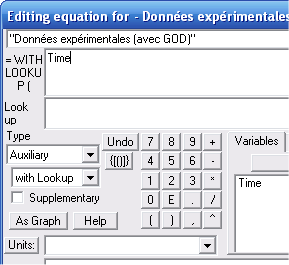 Editing equation for - Données expérimentales
"Données expérimentales (avec GOD)"
= WITH LOOKU P (
Time
Look up
Type
Undo
7 8 9 +
Variables
Auxiliary
{[()]}
4 5 6 -
with Lookup
1 2 3 *
Time
Supplementary
0 E . /
As Graph
Help
( ) , ^
Units: